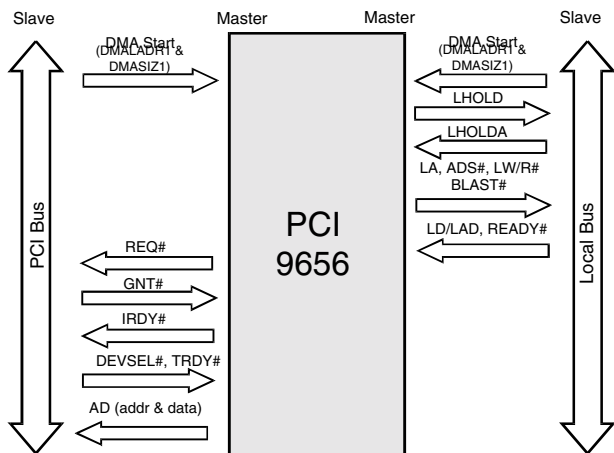 Slave
Master
Master
Slave
DMA Start
(DMALADR1 &
DMASIZ1)
DMA Start
(DMALADR1 &
DMASIZ1)
LHOLD
LHOLDA
LA, ADS#, LW/R#
BLAST#
LD/LAD, READY#
PCI Bus
PCI
9656
Local Bus
REQ#
GNT#
IRDY#
DEVSEL#, TRDY#
AD (addr & data)